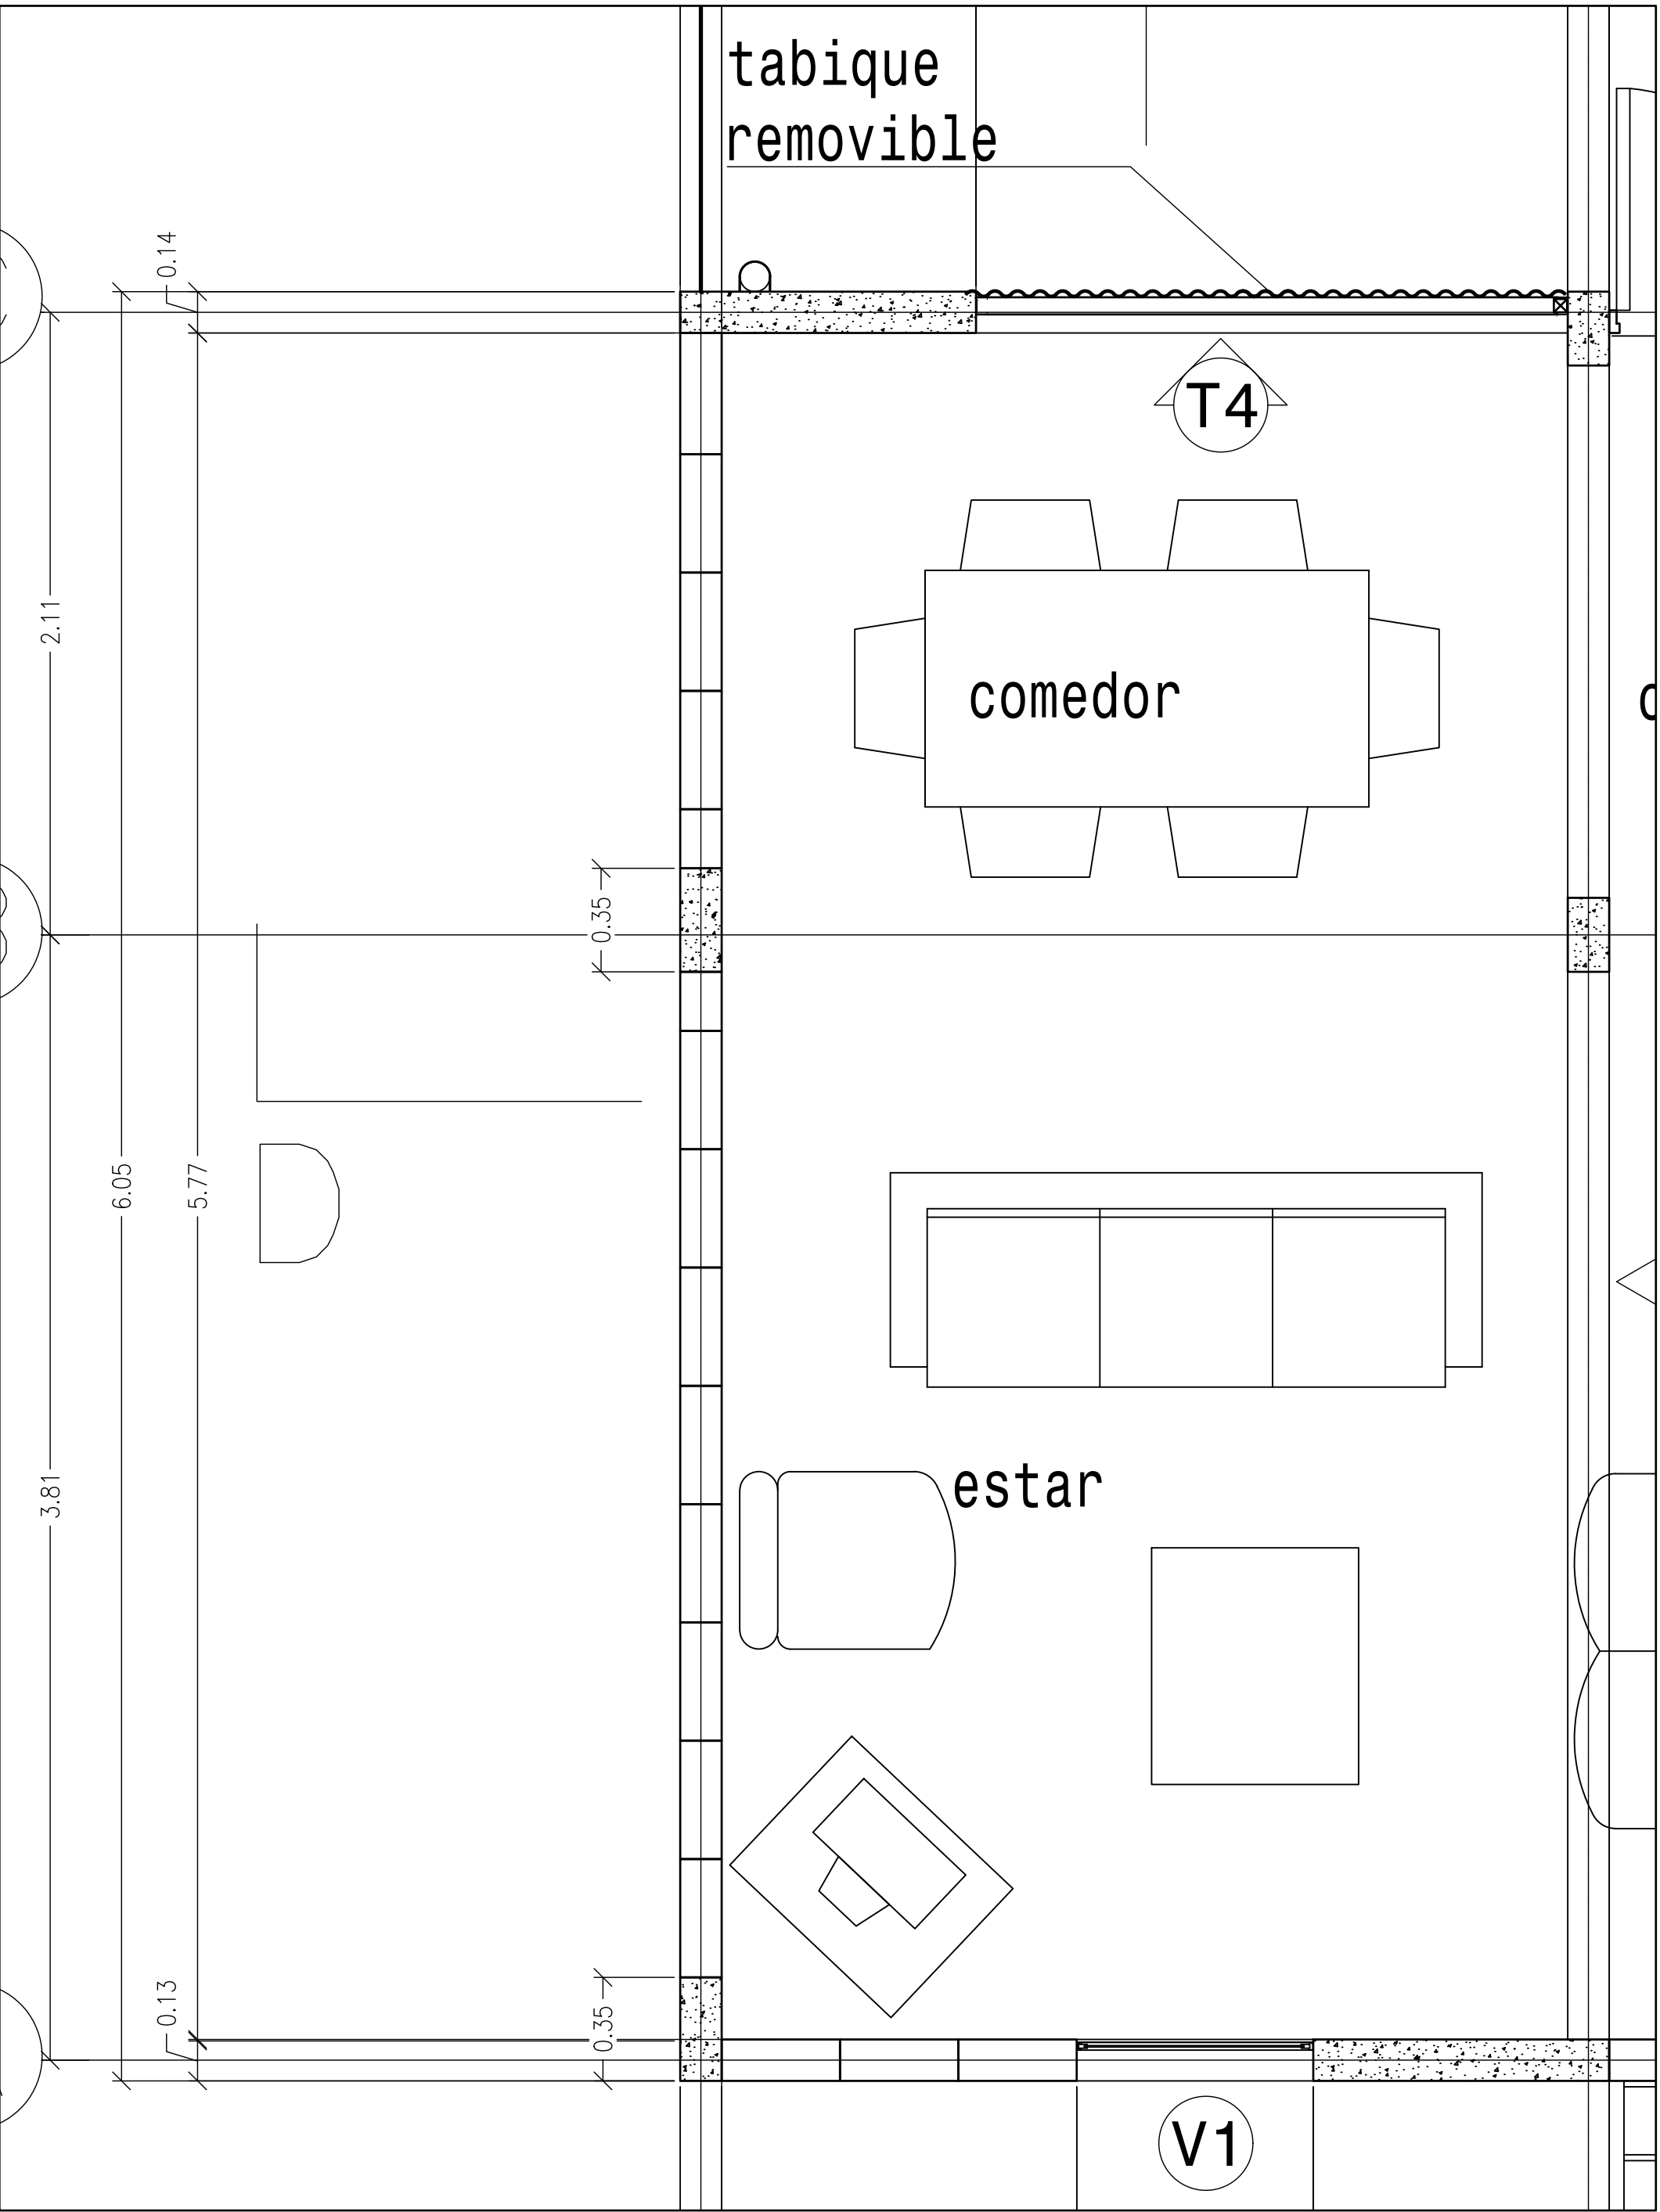 tabique
removible
0.14
T4
2.11
comedor
0.35
6.05
5.77
3.81
estar
0.13
0.35
V1